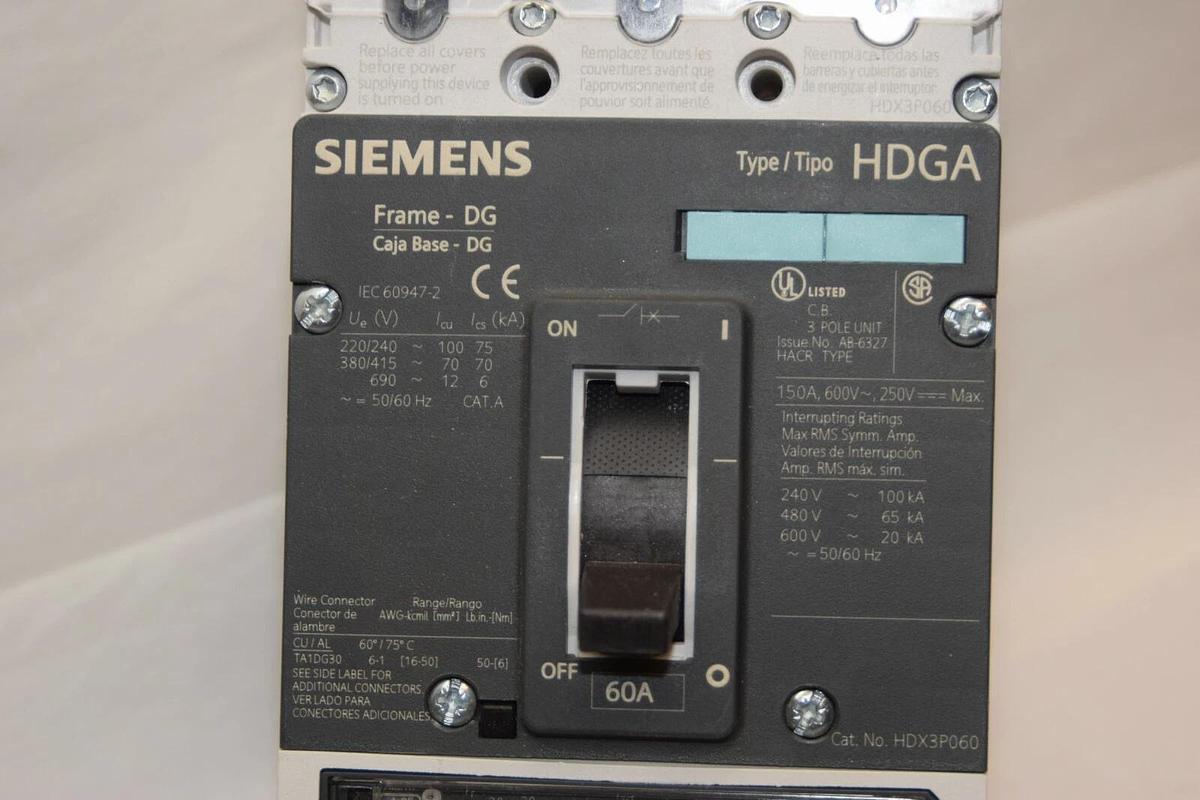 Replace all covers
before power
supplying this device
is turned on
Remplacez toutes les
couvertures avant que
l'approvisionnement de
pouvior soit alimenté.
Reemplace todas las
barreras y cubiertas antes
de energizar el interruptor
HDX3P060
SIEMENS
Type / Tipo HDGA
Frame - DG
Caja Base - DG
CE
IEC 60947-2
Ue (V) Icu Ics (kA)
220/240 ~ 100 75
380/415 ~ 70 70
690 ~ 12 6
~ = 50/60 Hz CAT.A
ON I
OFF O
60A
UL LISTED
SA
C.B.
3 POLE UNIT
Issue No. AB-6327
HACR TYPE
150A, 600V~, 250V⎓ Max.
Interrupting Ratings
Max RMS Symm. Amp.
Valores de Interrupción
Amp. RMS máx. sim.
240 V ~ 100 kA
480 V ~ 65 kA
600 V ~ 20 kA
~ = 50/60 Hz
Wire Connector Range/Rango
Conector de AWG-kcmil [mm²] Lb.in.-[Nm]
alambre
CU / AL 60°/ 75° C
TA1DG30 6-1 [16-50] 50-[6]
SEE SIDE LABEL FOR
ADDITIONAL CONNECTORS.
VER LADO PARA
CONECTORES ADICIONALES
Cat. No. HDX3P060